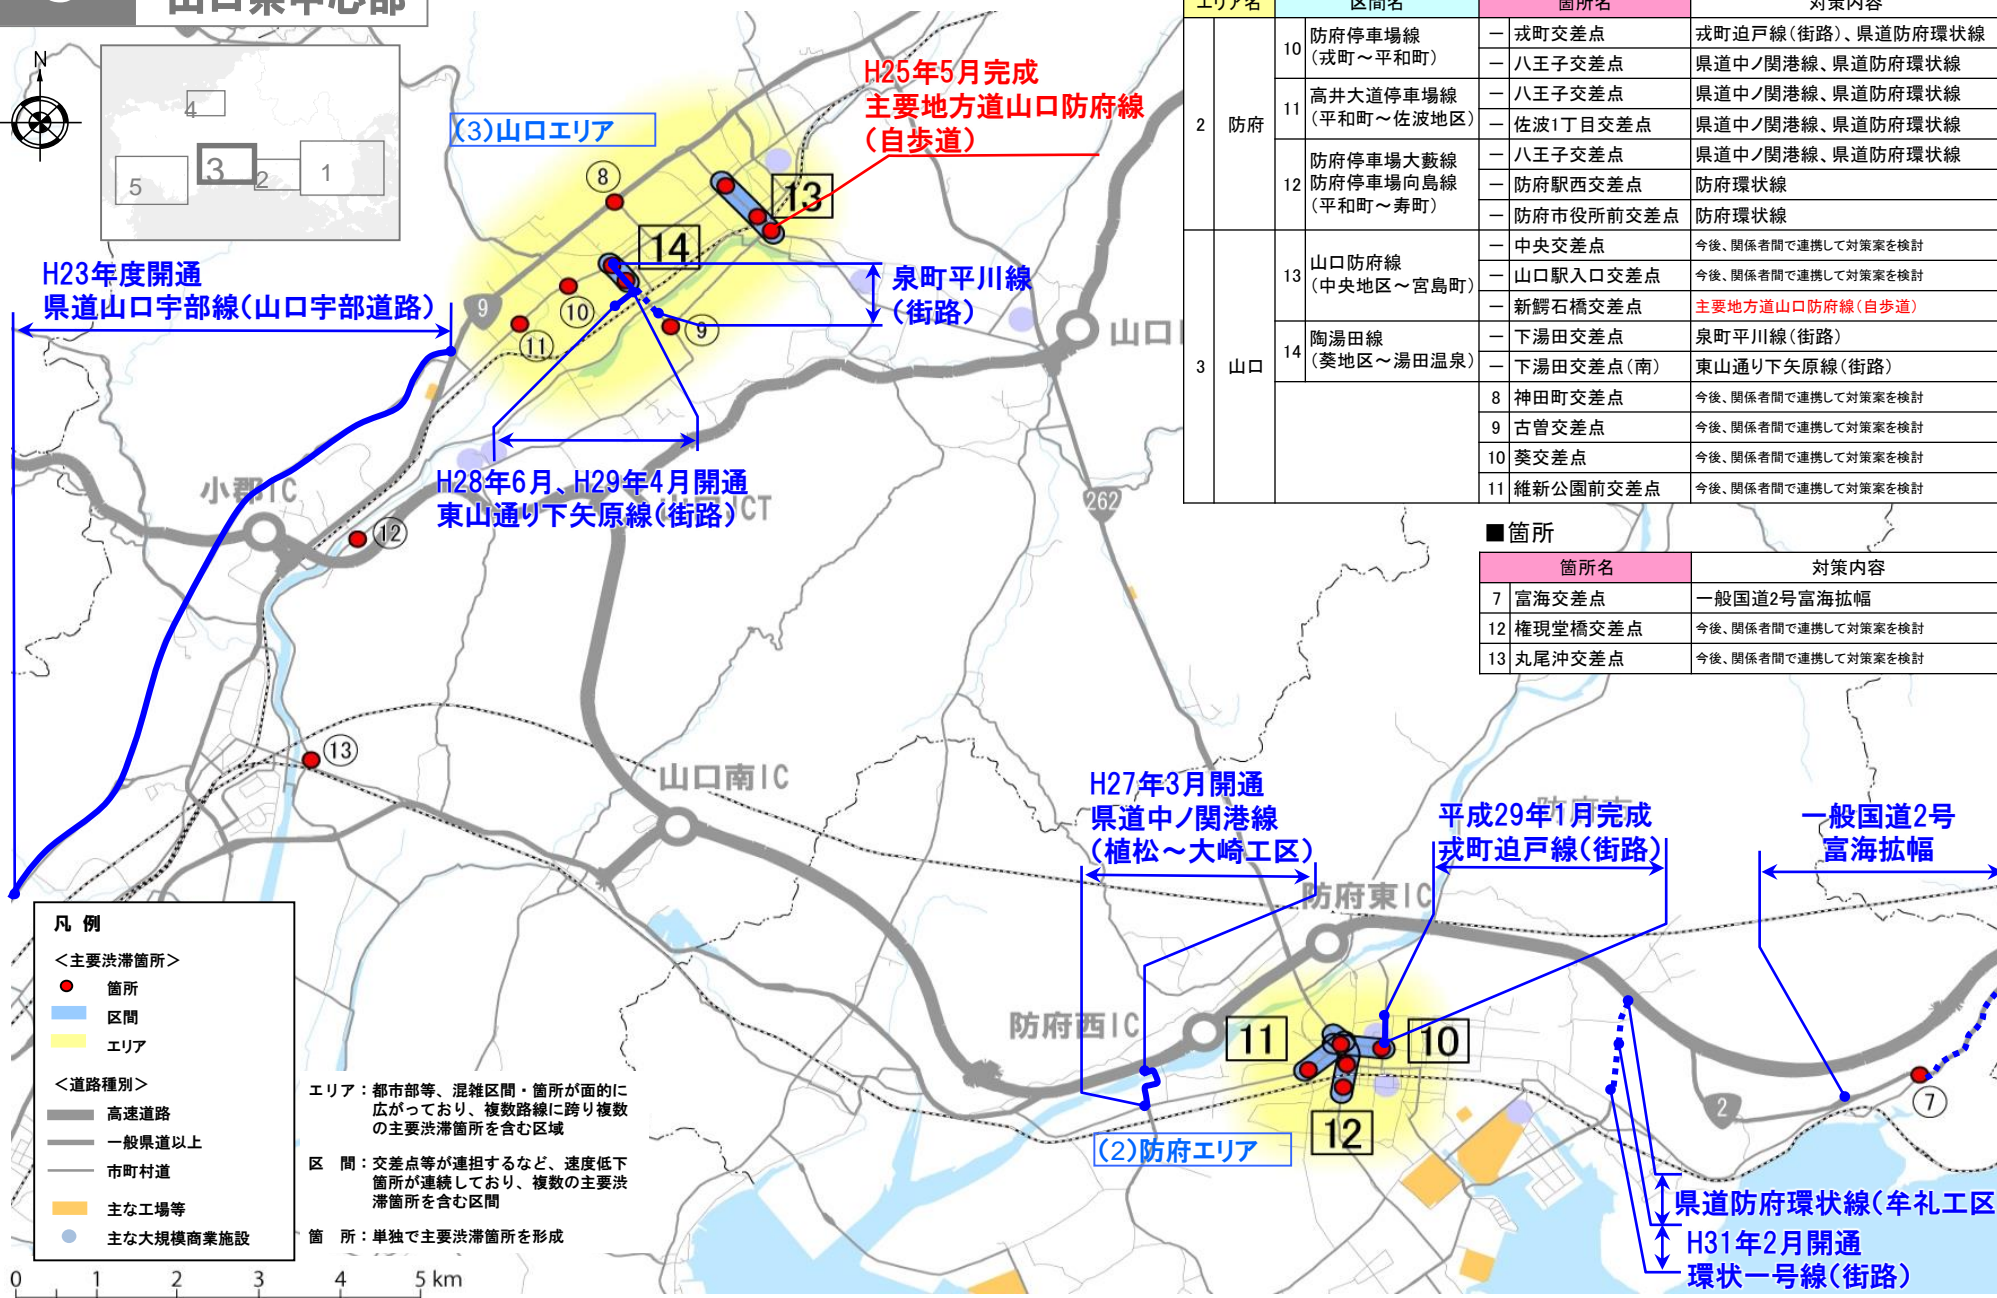 山口県中心部
N
4
5
3
2
1
(3)山口エリア
H25年5月完成
主要地方道山口防府線
(自歩道)
8
13
14
9
10
11
9
泉町平川線
(街路)
H23年度開通
県道山口宇部線(山口宇部道路)
H28年6月、H29年4月開通
東山通り下矢原線(街路)
小郡IC
12
13
262
山口南IC
H27年3月開通
県道中ノ関港線
(植松～大崎工区)
平成29年1月完成
戎町迫戸線(街路)
一般国道2号
富海拡幅
防府東IC
防府西IC
11
10
12
(2)防府エリア
2
7
県道防府環状線(牟礼工区
H31年2月開通
環状一号線(街路)
エリア名 区間名 箇所名 対策内容
2 防府 10 防府停車場線
(戎町～平和町)
－ 戎町交差点 戎町迫戸線(街路)、県道防府環状線
－ 八王子交差点 県道中ノ関港線、県道防府環状線
11 高井大道停車場線
(平和町～佐波地区)
－ 八王子交差点 県道中ノ関港線、県道防府環状線
－ 佐波1丁目交差点 県道中ノ関港線、県道防府環状線
12 防府停車場大藪線
防府停車場向島線
(平和町～寿町)
－ 八王子交差点 県道中ノ関港線、県道防府環状線
－ 防府駅西交差点 防府環状線
－ 防府市役所前交差点 防府環状線
3 山口 13 山口防府線
(中央地区～宮島町)
－ 中央交差点 今後、関係者間で連携して対策案を検討
－ 山口駅入口交差点 今後、関係者間で連携して対策案を検討
－ 新鰐石橋交差点 主要地方道山口防府線(自歩道)
14 陶湯田線
(葵地区～湯田温泉)
－ 下湯田交差点 泉町平川線(街路)
－ 下湯田交差点(南) 東山通り下矢原線(街路)
8 神田町交差点 今後、関係者間で連携して対策案を検討
9 古曽交差点 今後、関係者間で連携して対策案を検討
10 葵交差点 今後、関係者間で連携して対策案を検討
11 維新公園前交差点 今後、関係者間で連携して対策案を検討
■箇所
箇所名 対策内容
7 富海交差点 一般国道2号富海拡幅
12 権現堂橋交差点 今後、関係者間で連携して対策案を検討
13 丸尾沖交差点 今後、関係者間で連携して対策案を検討
凡 例
＜主要渋滞箇所＞
箇所
区間
エリア
＜道路種別＞
高速道路
一般県道以上
市町村道
主な工場等
主な大規模商業施設
エリア：都市部等、混雑区間・箇所が面的に
広がっており、複数路線に跨り複数
の主要渋滞箇所を含む区域
区 間：交差点等が連担するなど、速度低下
箇所が連続しており、複数の主要渋
滞箇所を含む区間
箇 所：単独で主要渋滞箇所を形成
0 1 2 3 4 5 km